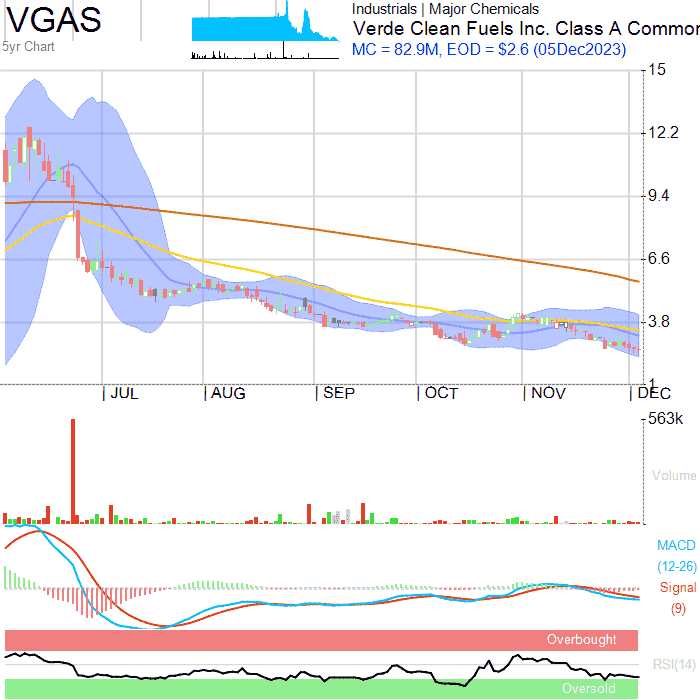 VGAS
5yr Chart
Industrials | Major Chemicals
Verde Clean Fuels Inc. Class A Common
MC = 82.9M, EOD = $2.6 (05Dec2023)
15
12.2
9.4
6.6
3.8
1
JUL AUG SEP OCT NOV DEC
563k
Volume
MACD
(12-26)
Signal
(9)
Overbought
RSI(14)
Oversold